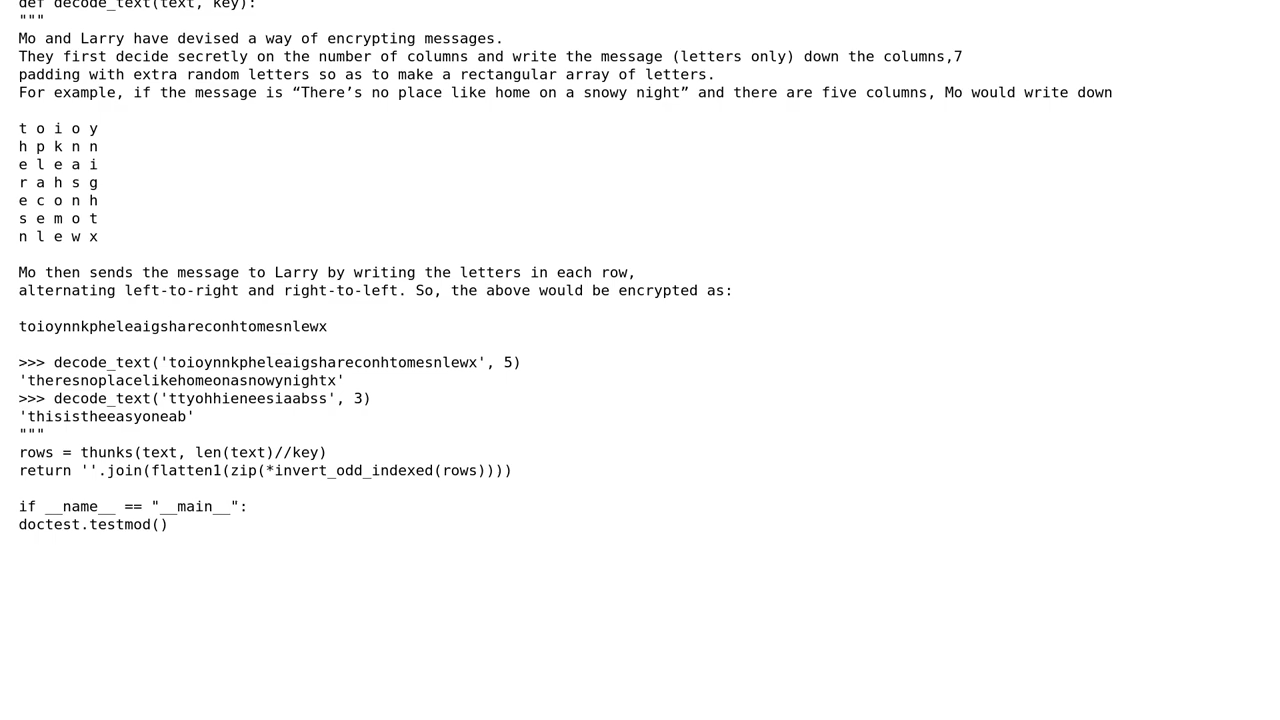 def decode_text(text, key):
"""
Mo and Larry have devised a way of encrypting messages.
They first decide secretly on the number of columns and write the message (letters only) down the columns,7
padding with extra random letters so as to make a rectangular array of letters.
For example, if the message is “There’s no place like home on a snowy night” and there are five columns, Mo would write down
t o i o y
h p k n n
e l e a i
r a h s g
e c o n h
s e m o t
n l e w x
Mo then sends the message to Larry by writing the letters in each row,
alternating left-to-right and right-to-left. So, the above would be encrypted as:
toioynnkpheleaigshareconhtomesnlewx
>>> decode_text('toioynnkpheleaigshareconhtomesnlewx', 5)
'theresnoplacelikehomeonasnowynightx'
>>> decode_text('ttyohhieneesiaabss', 3)
'thisistheeasyoneab'
"""
rows = thunks(text, len(text)//key)
return ''.join(flatten1(zip(*invert_odd_indexed(rows))))
if __name__ == "__main__":
doctest.testmod()